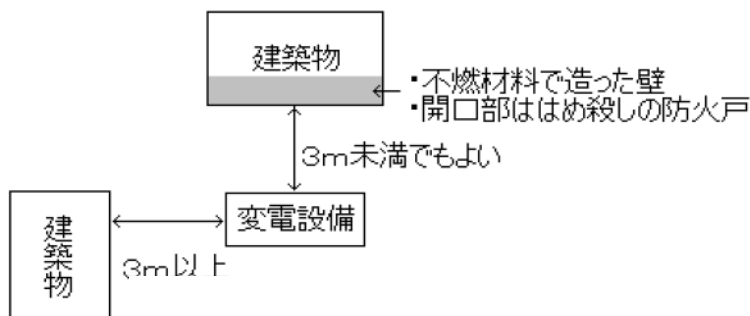 建築物
・不燃材料で造った壁
・開口部ははめ殺しの防火戸
3m未満でもよい
変電設備
建築物
3m以上